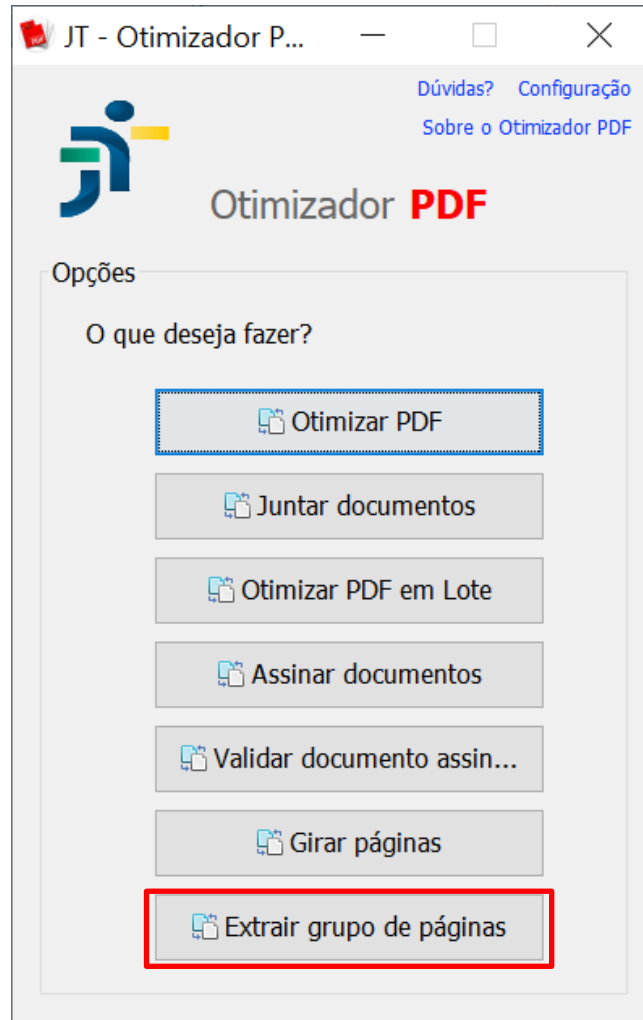 JT - Otimizador P...
Dúvidas? Configuração
Sobre o Otimizador PDF
Otimizador PDF
Opções
O que deseja fazer?
Otimizar PDF
Juntar documentos
Otimizar PDF em Lote
Assinar documentos
Validar documento assin...
Girar páginas
Extrair grupo de páginas